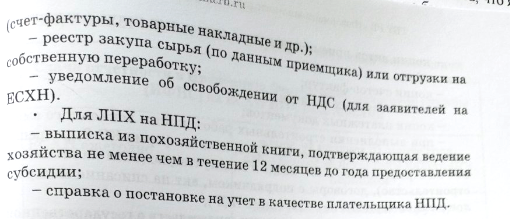 (счет-фактуры, товарные накладные и др.);
– реестр закупа сырья (по данным приемщика) или отгрузки на
собственную переработку;
– уведомление об освобождении от НДС (для заявителей на
ЕСХН).
• Для ЛПХ на НПД:
– выписка из похозяйственной книги, подтверждающая ведение
хозяйства не менее чем в течение 12 месяцев до года предоставления
субсидии;
– справка о постановке на учет в качестве плательщика НПД.